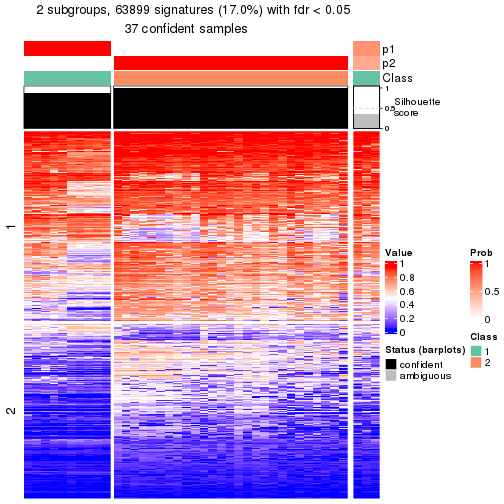 2 subgroups, 63899 signatures (17.0%) with fdr < 0.05
37 confident samples
p1
p2
Class
1
0.5
0
Silhouette
score
1
2
Value
1
0.8
0.6
0.4
0.2
0
Prob
1
0.5
0
Status (barplots)
confident
ambiguous
Class
1
2